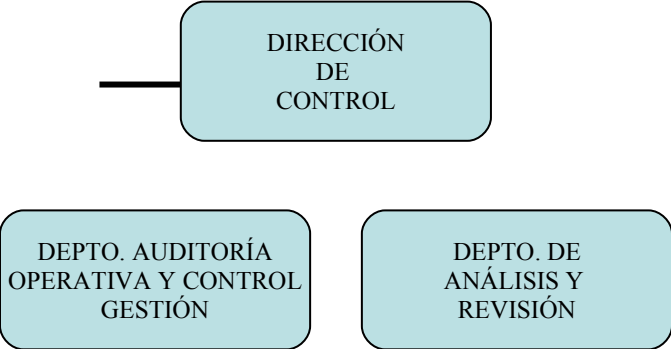 DIRECCIÓN
DE
CONTROL
DEPTO. AUDITORÍA
OPERATIVA Y CONTROL
GESTIÓN
DEPTO. DE
ANÁLISIS Y
REVISIÓN